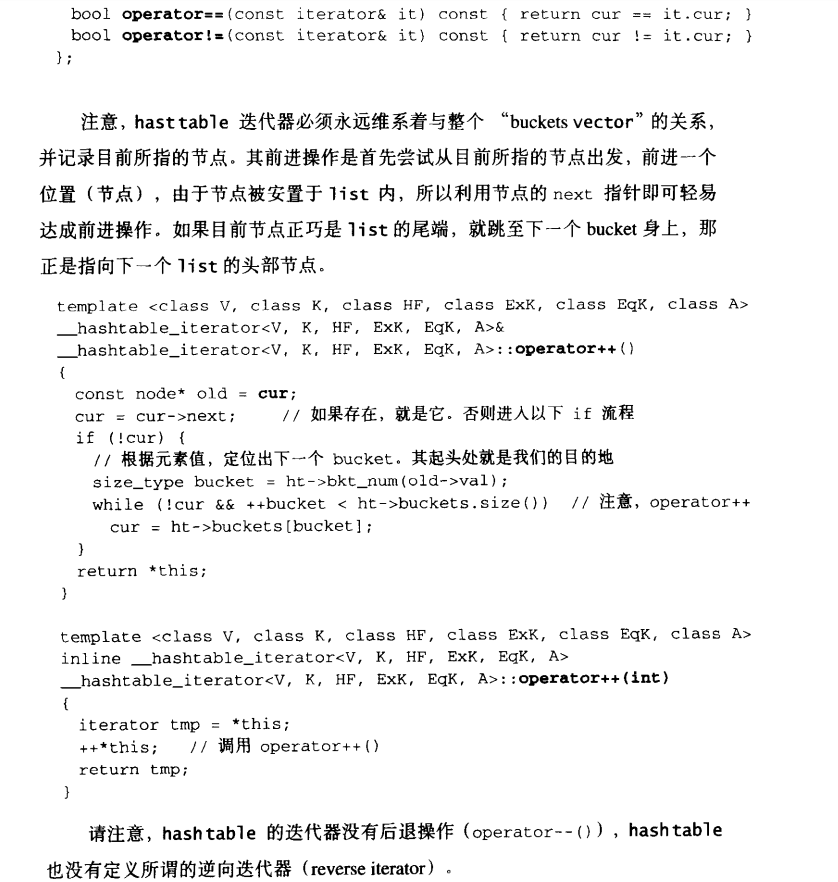 bool operator==(const iterator& it) const { return cur == it.cur; }
bool operator!=(const iterator& it) const { return cur != it.cur; }
};
注意，hasttable 迭代器必须永远维系着与整个 “buckets vector”的关系，
并记录目前所指的节点。其前进操作是首先尝试从目前所指的节点出发，前进一个
位置（节点），由于节点被安置于 list 内，所以利用节点的 next 指针即可轻易
达成前进操作。如果目前节点正巧是 list 的尾端，就跳至下一个 bucket 身上，那
正是指向下一个 list 的头部节点。
template <class V, class K, class HF, class ExK, class EqK, class A>
__hashtable_iterator<V, K, HF, ExK, EqK, A>&
__hashtable_iterator<V, K, HF, ExK, EqK, A>::operator++()
{
const node* old = cur;
cur = cur->next; // 如果存在，就是它。否则进入以下 if 流程
if (!cur) {
// 根据元素值，定位出下一个 bucket。其起头处就是我们的目的地
size_type bucket = ht->bkt_num(old->val);
while (!cur && ++bucket < ht->buckets.size()) // 注意，operator++
cur = ht->buckets[bucket];
}
return *this;
}
template <class V, class K, class HF, class ExK, class EqK, class A>
inline __hashtable_iterator<V, K, HF, ExK, EqK, A>
__hashtable_iterator<V, K, HF, ExK, EqK, A>::operator++(int)
{
iterator tmp = *this;
++*this; // 调用 operator++()
return tmp;
}
请注意，hashtable 的迭代器没有后退操作（operator--()），hashtable
也没有定义所谓的逆向迭代器（reverse iterator）。